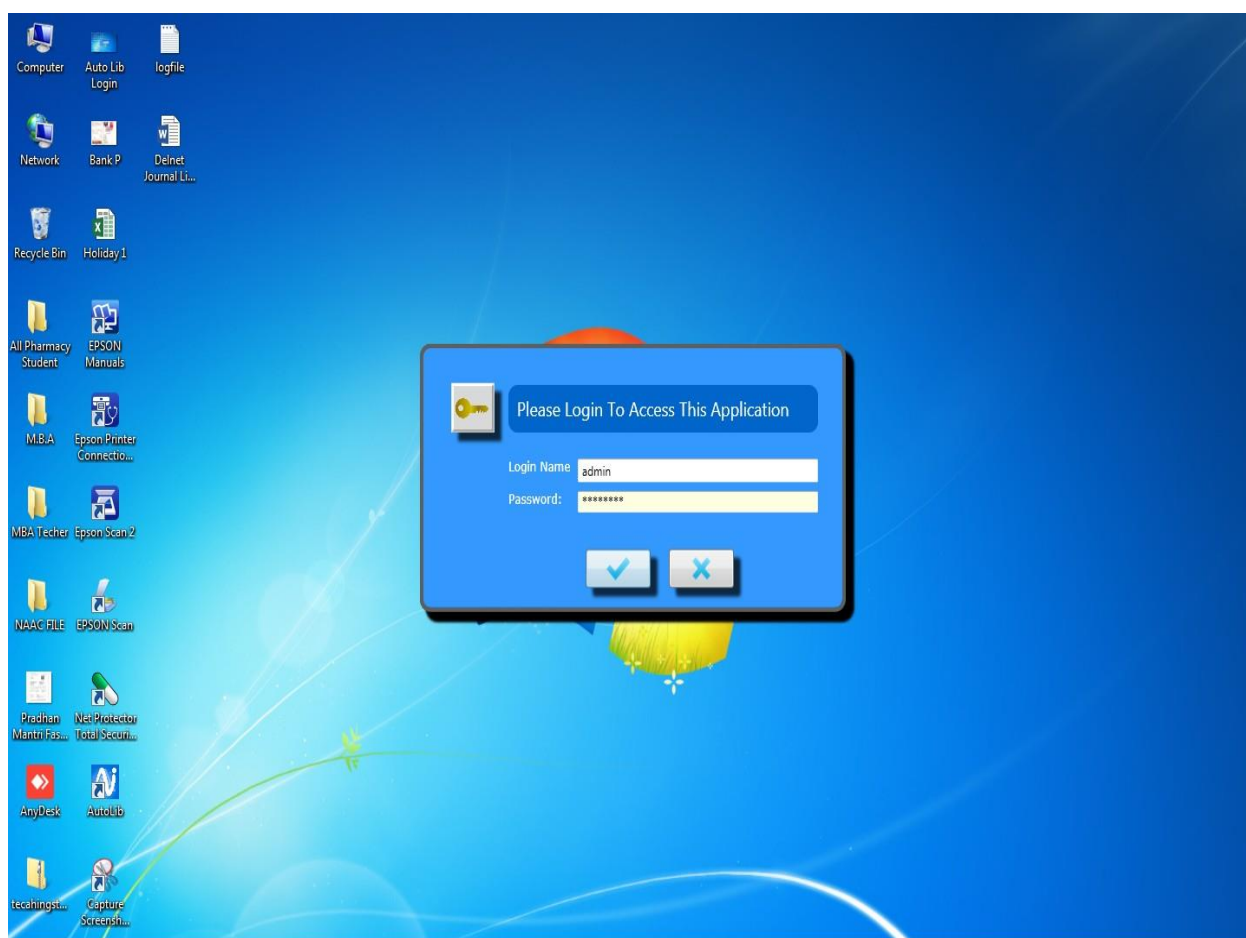 Computer
Auto Lib
Login
logfile
Network
Bank P
Delnet
Journal Li...
Recycle Bin
Holiday 1
All Pharmacy
Student
EPSON
Manuals
M.B.A
Epson Printer
Connectio...
MBA Techer
Epson Scan 2
NAAC FILE
EPSON Scan
Pradhan
Mantri Fas...
Net Protector
Total Securi...
AnyDesk
AutoLib
tecahingst...
Capture
Screensh...
Please Login To Access This Application
Login Name
admin
Password:
********